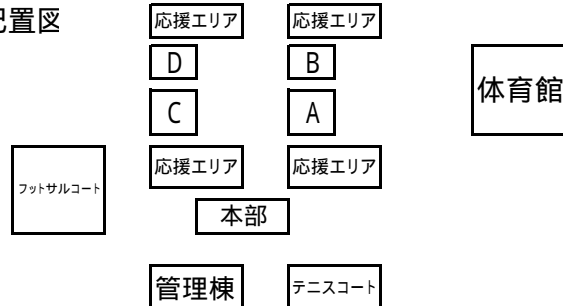 配置図
応援エリア 応援エリア
D B
体育館
C A
応援エリア 応援エリア
フットサルコート
本部
管理棟 テニスコート